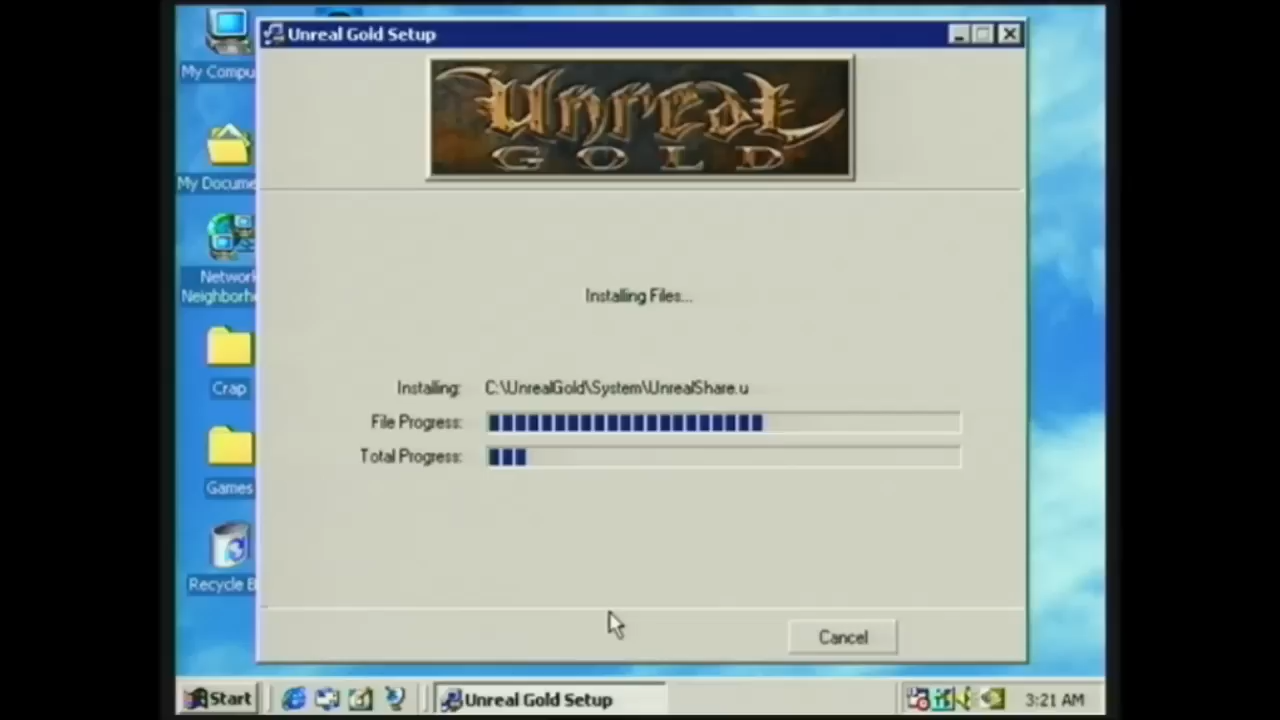 Unreal Gold Setup
My Compu
Unreal
GOLD
My Docume
Network
Neighborho
Installing Files...
Crap
Installing: C:\UnrealGold\System\UnrealShare.u
File Progress:
Total Progress:
Games
Recycle B
Cancel
Start
Unreal Gold Setup
3:21 AM